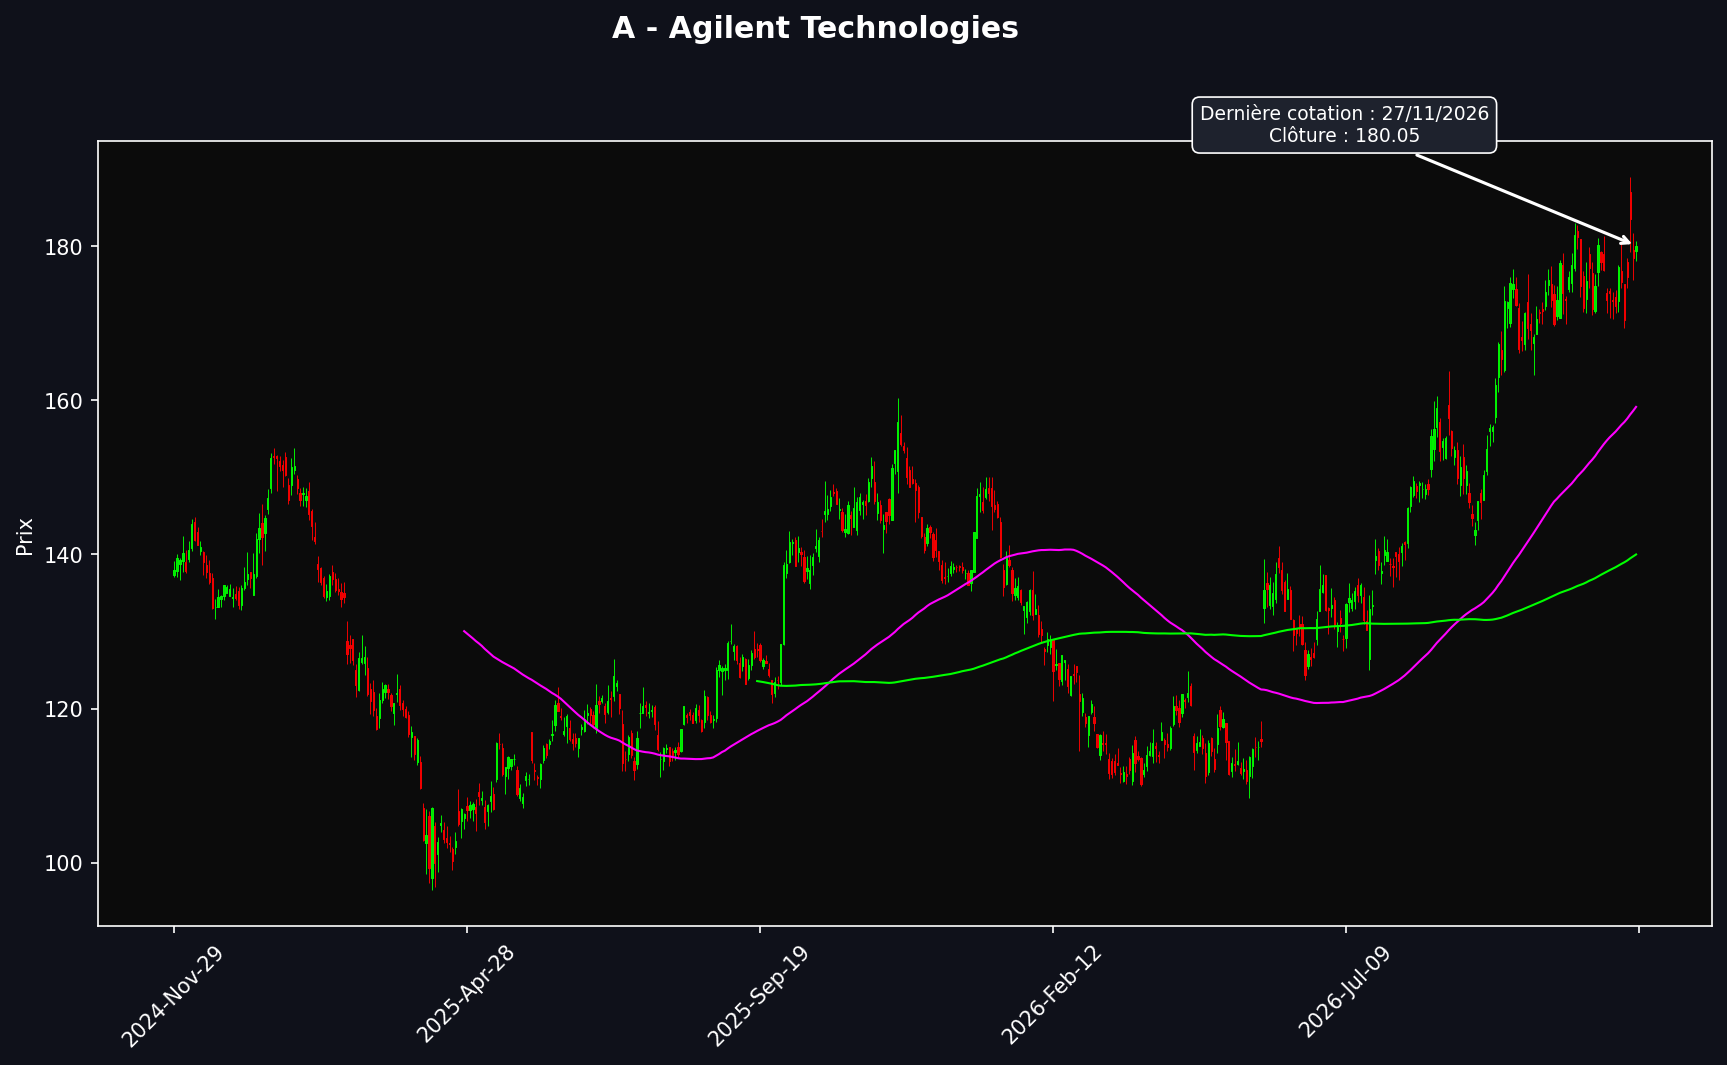 A - Agilent Technologies
Dernière cotation : 27/11/2026
Clôture : 180.05
Prix
180
160
140
120
100
2024-Nov-29
2025-Apr-28
2025-Sep-19
2026-Feb-12
2026-Jul-09